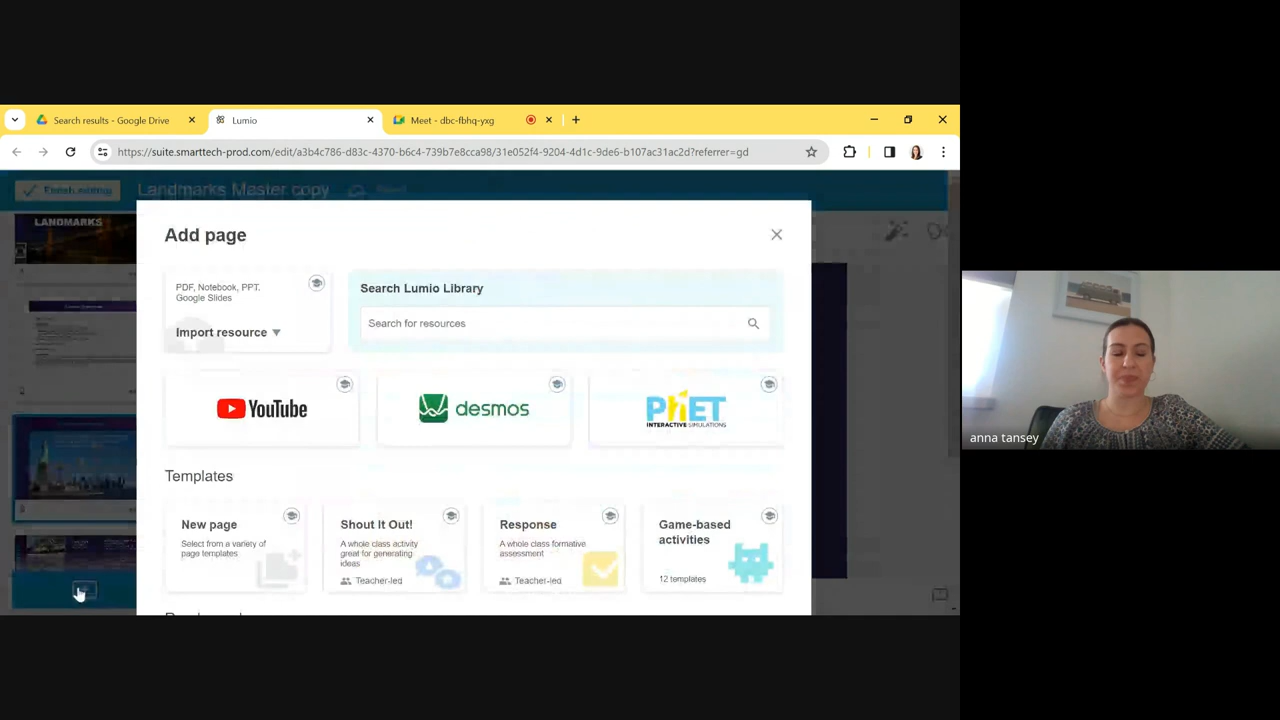 Search results - Google Drive
Lumio
Meet - dbc-fbhq-yxg
https://suite.smarttech-prod.com/edit/a3b4c786-d83c-4370-b6c4-739b7e8cca98/31e052f4-9204-4d1c-9de6-b107ac31ac2d?referrer=gd
Finish editing
Landmarks Master copy
LANDMARKS
Add page
PDF, Notebook, PPT.
Google Slides
Import resource
Search Lumio Library
Search for resources
YouTube
desmos
PhET
INTERACTIVE SIMULATIONS
Templates
New page
Select from a variety of
page templates
Shout It Out!
A whole class activity
great for generating
ideas
Teacher-led
Response
A whole class formative
assessment
Teacher-led
Game-based
activities
12 templates
anna tansey